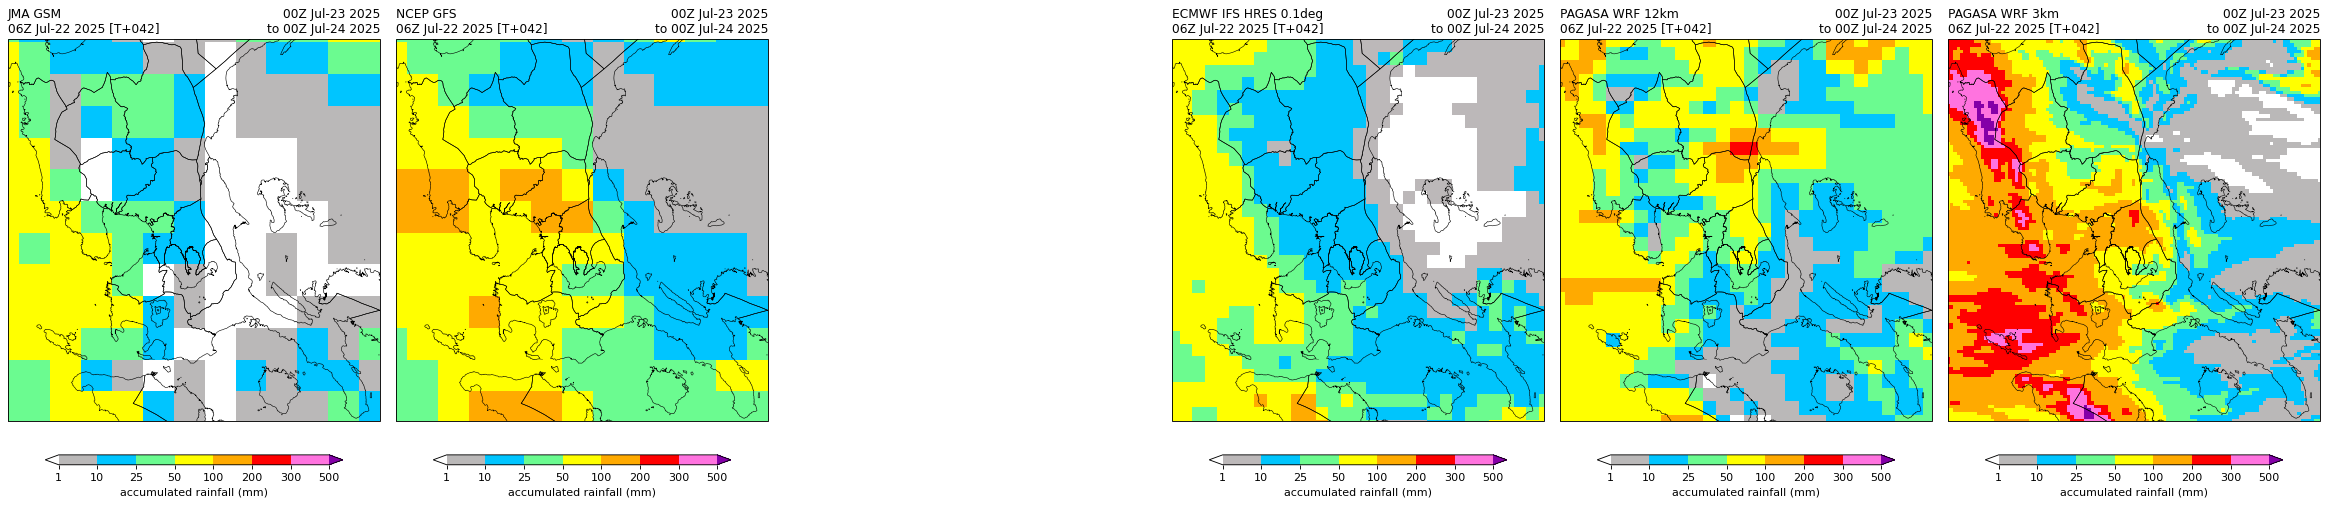 JMA GSM 00Z Jul-23 2025
06Z Jul-22 2025 [T+042] to 00Z Jul-24 2025
1 10 25 50 100 200 300 500
accumulated rainfall (mm)
NCEP GFS 00Z Jul-23 2025
06Z Jul-22 2025 [T+042] to 00Z Jul-24 2025
1 10 25 50 100 200 300 500
accumulated rainfall (mm)
ECMWF IFS HRES 0.1deg 00Z Jul-23 2025
06Z Jul-22 2025 [T+042] to 00Z Jul-24 2025
1 10 25 50 100 200 300 500
accumulated rainfall (mm)
PAGASA WRF 12km 00Z Jul-23 2025
06Z Jul-22 2025 [T+042] to 00Z Jul-24 2025
1 10 25 50 100 200 300 500
accumulated rainfall (mm)
PAGASA WRF 3km 00Z Jul-23 2025
06Z Jul-22 2025 [T+042] to 00Z Jul-24 2025
1 10 25 50 100 200 300 500
accumulated rainfall (mm)